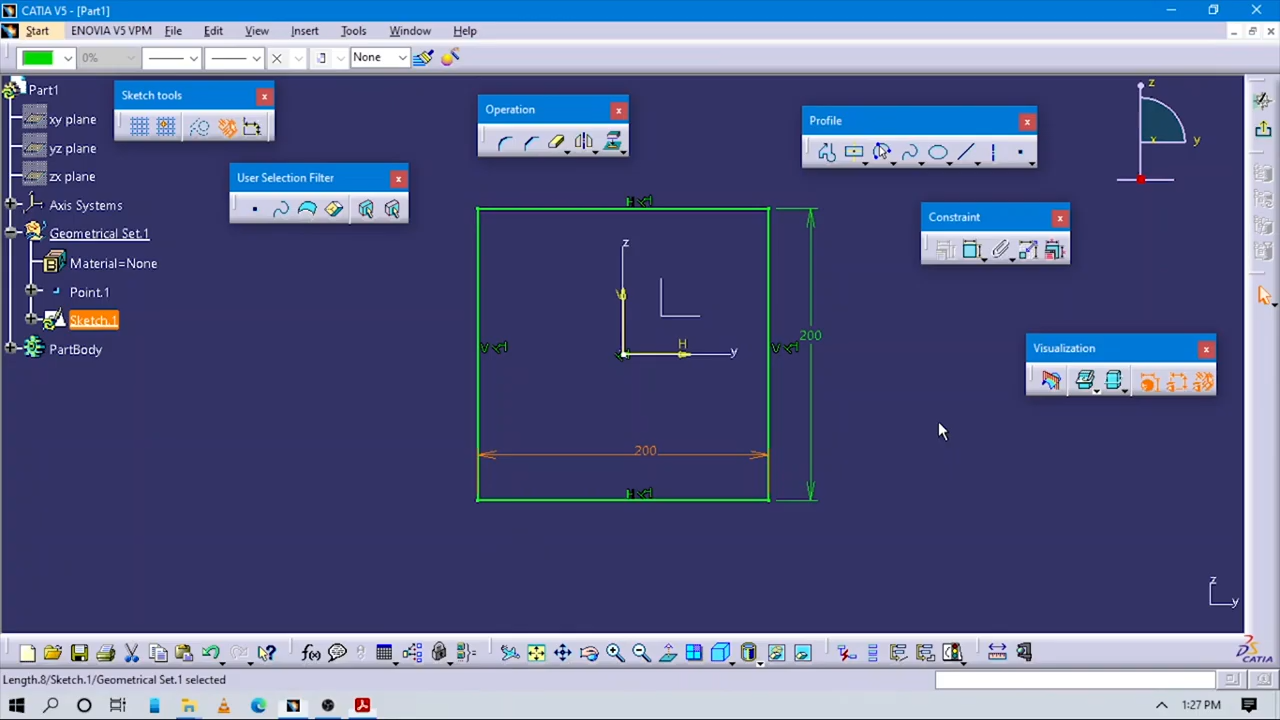 CATIA V5 - [Part1]
Start ENOVIA V5 VPM File Edit View Insert Tools Window Help
0% None
Part1
xy plane
yz plane
zx plane
Axis Systems
Geometrical Set.1
Material=None
Point.1
Sketch.1
PartBody
Sketch tools
User Selection Filter
Operation
Profile
Constraint
Visualization
z
x
y
H
z
V
H
y
V
V
200
200
H
z
y
f(x)
CATIA
Length.8/Sketch.1/Geometrical Set.1 selected
1:27 PM